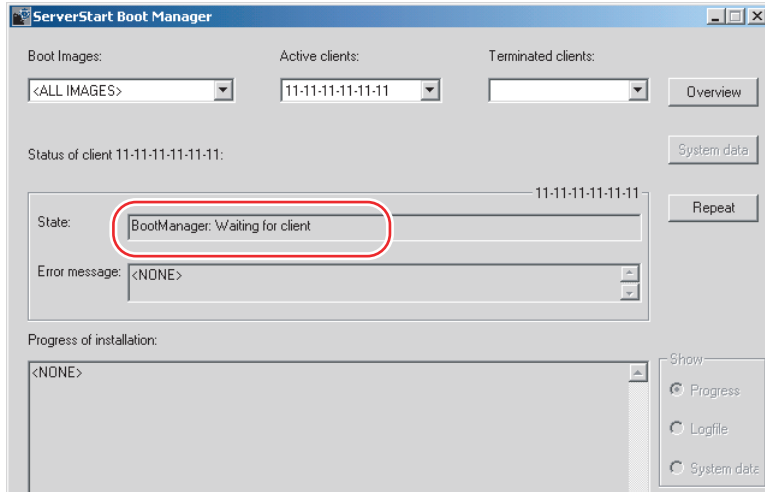 ServerStart Boot Manager
Boot Images: Active clients: Terminated clients:
<ALL IMAGES> 11-11-11-11-11-11 Overview
Status of client 11-11-11-11-11-11: System data
11-11-11-11-11-11
State: BootManager: Waiting for client Repeat
Error message: <NONE>
Progress of installation:
<NONE> Show
Progress
Logfile
System data